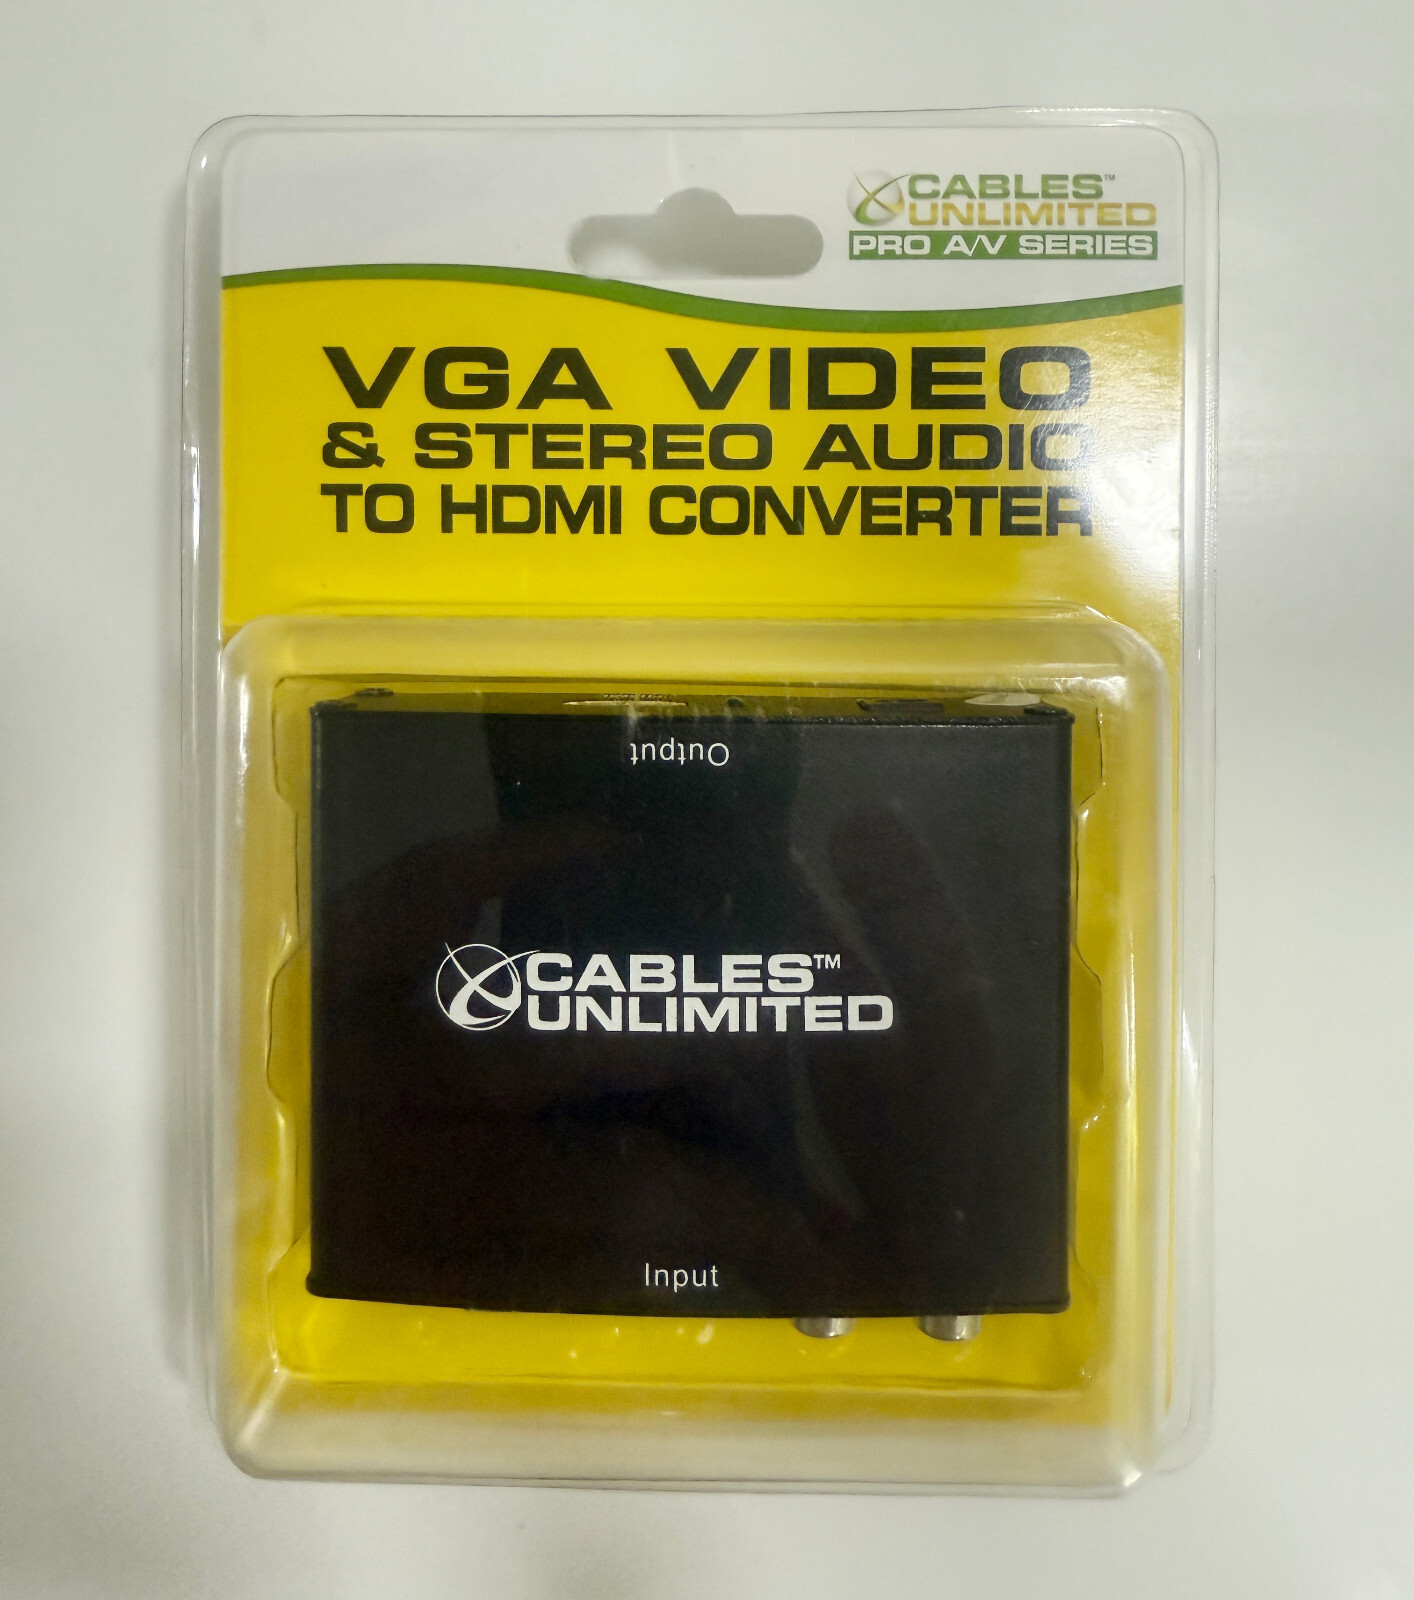 CABLES™
UNLIMITED
PRO A/V SERIES
VGA VIDEO
& STEREO AUDIO
TO HDMI CONVERTER
Output
CABLES™
UNLIMITED
Input